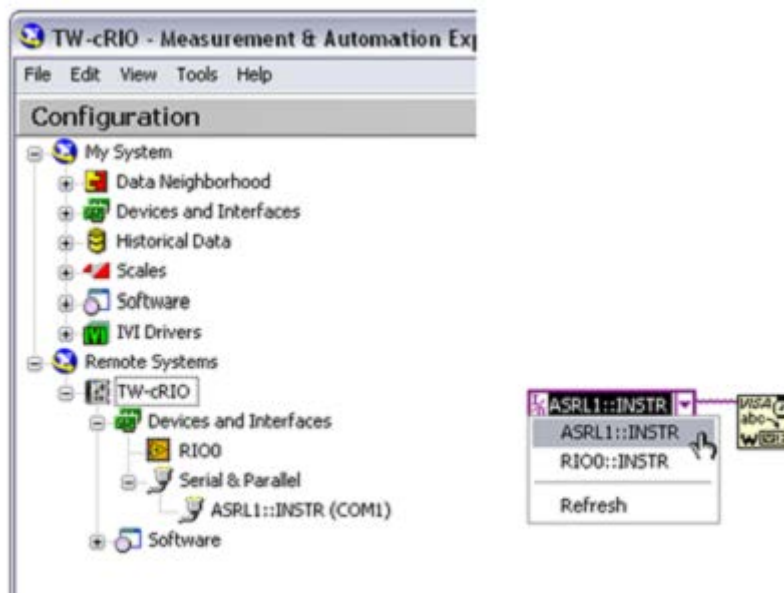 TW-cRIO - Measurement & Automation Exp
File Edit View Tools Help
Configuration
My System
Data Neighborhood
Devices and Interfaces
Historical Data
Scales
Software
IVI Drivers
Remote Systems
TW-cRIO
Devices and Interfaces
RIO0
Serial & Parallel
ASRL1::INSTR (COM1)
Software
ASRL1::INSTR
ASRL1::INSTR
RIO0::INSTR
Refresh
VISA
abc
W